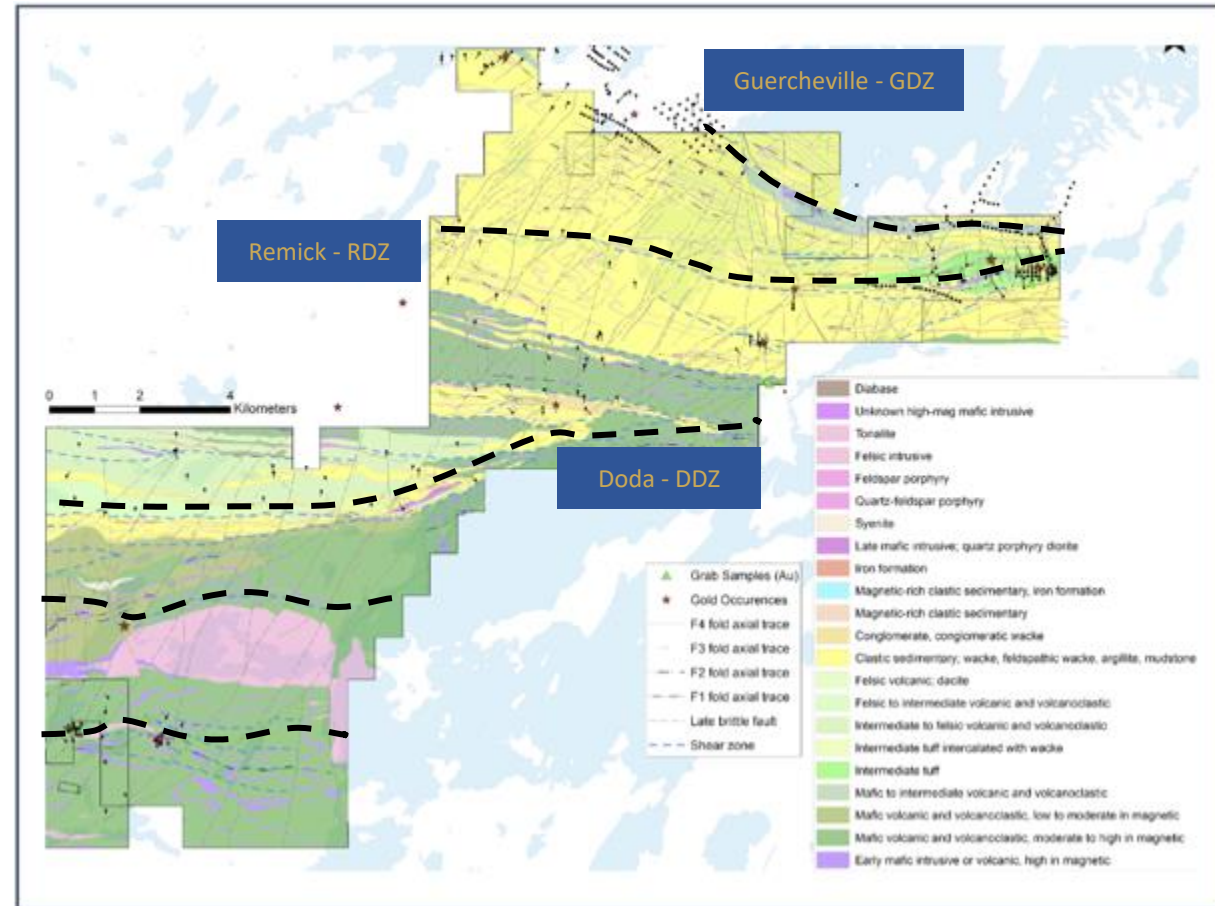 Guercheville - GDZ
Remick - RDZ
0 1 2 4
Kilometers
Doda - DDZ
Grab Samples (Au)
Gold Occurences
F4 fold axial trace
F3 fold axial trace
F2 fold axial trace
F1 fold axial trace
Late brittle fault
Shear zone
Diabase
Unknown high-mag mafic intrusive
Tonalite
Felsic intrusive
Feldspar porphyry
Quartz-feldspar porphyry
Syenite
Late mafic intrusive; quartz porphyry diorite
Iron formation
Magnetic-rich clastic sedimentary, iron formation
Magnetic-rich clastic sedimentary
Conglomerate, conglomeratic wacke
Clastic sedimentary; wacke, feldspathic wacke, argillite, mudstone
Felsic volcanic; dacite
Felsic to intermediate volcanic and volcanoclastic
Intermediate to felsic volcanic and volcanoclastic
Intermediate tuff intercalated with wacke
Intermediate tuff
Mafic to intermediate volcanic and volcanoclastic
Mafic volcanic and volcanoclastic, low to moderate in magnetic
Mafic volcanic and volcanoclastic, moderate to high in magnetic
Early mafic intrusive or volcanic, high in magnetic